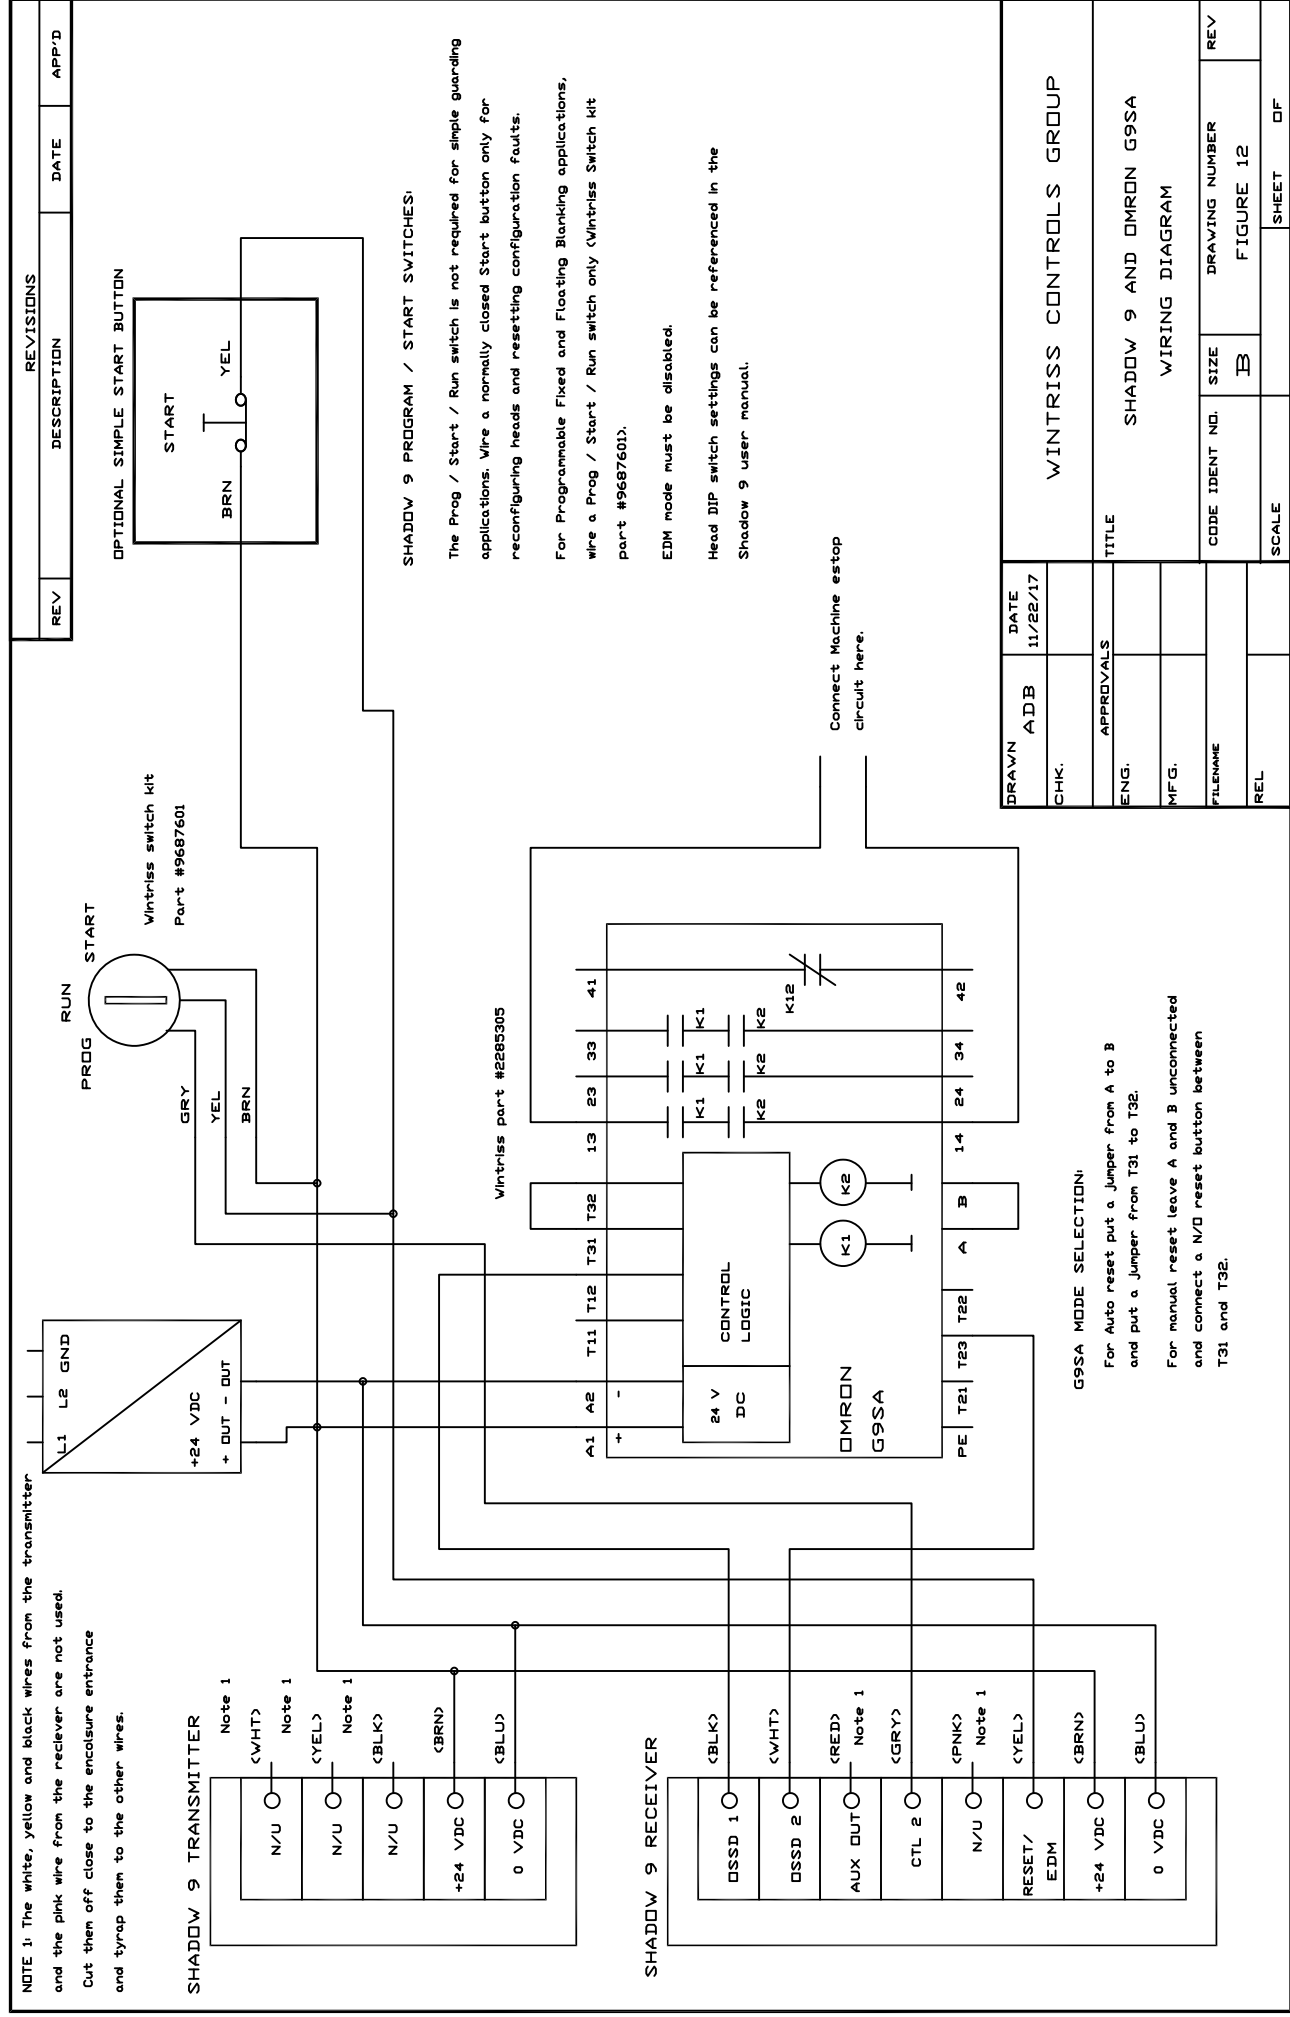 NOTE 1: The white, yellow and black wires from the transmitter
and the pink wire from the reciever are not used.
Cut them off close to the encolsure entrance
and tyrap them to the other wires.
REVISIONS
REV
DESCRIPTION
DATE
APP'D
L1 L2 GND
+24 VDC
+ OUT - OUT
PROG
RUN
START
Wintriss switch kit
Part #9687601
GRY
YEL
BRN
OPTIONAL SIMPLE START BUTTON
START
BRN
YEL
SHADOW 9 TRANSMITTER
N/U
N/U
N/U
+24 VDC
0 VDC
Note 1
<WHT>
Note 1
<YEL>
Note 1
<BLK>
<BRN>
<BLU>
SHADOW 9 PROGRAM / START SWITCHES:
The Prog / Start / Run switch is not required for simple guarding
applications. Wire a normally closed Start button only for
reconfiguring heads and resetting configuration faults.
For Programmable Fixed and Floating Blanking applications,
wire a Prog / Start / Run switch only (Wintriss Switch kit
part #9687601).
EDM mode must be disabled.
Head DIP switch settings can be referenced in the
Shadow 9 user manual.
Wintriss part #2285305
A1
A2
T11
T12
T31
T32
13
23
33
41
+
-
24 V
DC
CONTROL
LOGIC
K1
K1
K1
K2
K2
K2
K12
K1
K2
OMRON
G9SA
PE
T21
T23
T22
A
B
14
24
34
42
Connect Machine estop
circuit here.
SHADOW 9 RECEIVER
OSSD 1
OSSD 2
AUX OUT
CTL 2
N/U
RESET/
EDM
+24 VDC
0 VDC
<BLK>
<WHT>
<RED>
Note 1
<GRY>
<PNK>
Note 1
<YEL>
<BRN>
<BLU>
G9SA MODE SELECTION:
For Auto reset put a jumper from A to B
and put a jumper from T31 to T32.
For manual reset leave A and B unconnected
and connect a N/O reset button between
T31 and T32.
DRAWN
ADB
DATE
11/22/17
CHK.
APPROVALS
ENG.
MFG.
FILENAME
REL
WINTRISS CONTROLS GROUP
TITLE
SHADOW 9 AND OMRON G9SA
WIRING DIAGRAM
CODE IDENT NO.
SIZE
B
DRAWING NUMBER
FIGURE 12
REV
SCALE
SHEET OF